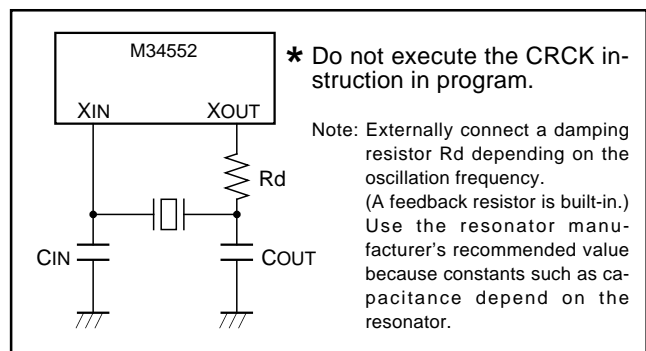 M34552
XIN
XOUT
Rd
CIN
COUT
* Do not execute the CRCK in-
struction in program.
Note: Externally connect a damping
resistor Rd depending on the
oscillation frequency.
(A feedback resistor is built-in.)
Use the resonator manu-
facturer's recommended value
because constants such as ca-
pacitance depend on the
resonator.